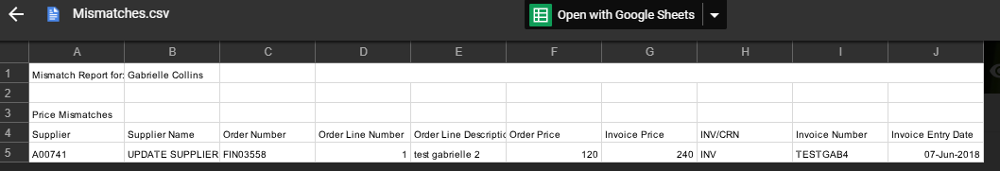 Mismatches.csv
Open with Google Sheets
A B C D E F G H I J
1 Mismatch Report for: Gabrielle Collins
2
3 Price Mismatches
4 Supplier Supplier Name Order Number Order Line Number Order Line Descriptio Order Price Invoice Price INV/CRN Invoice Number Invoice Entry Date
5 A00741 UPDATE SUPPLIER FIN03558 1 test gabrielle 2 120 240 INV TESTGAB4 07-Jun-2018